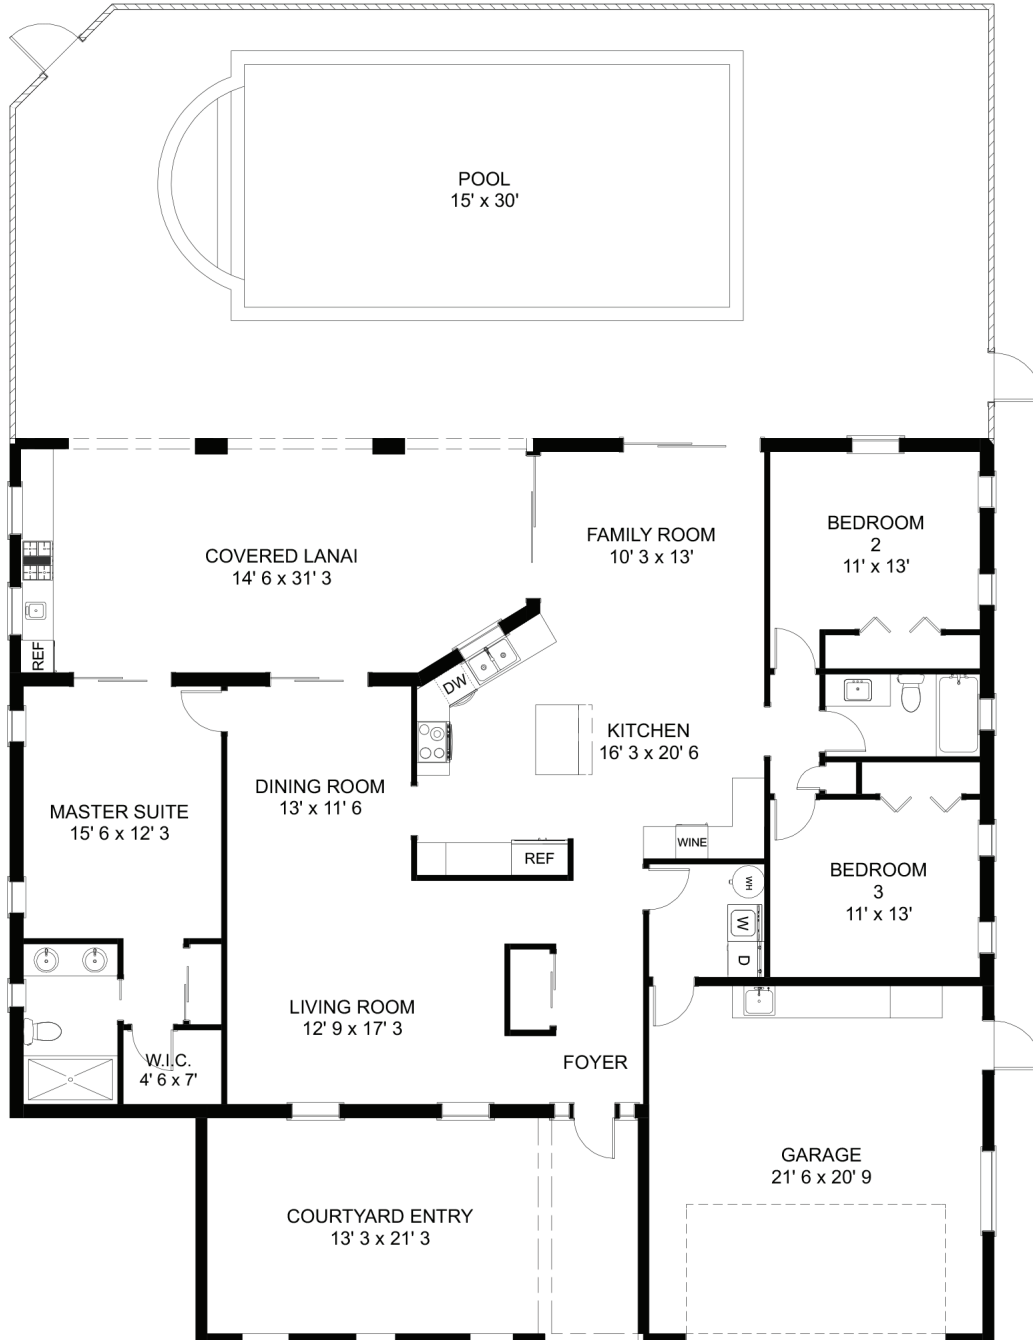 POOL
15' x 30'
COVERED LANAI
14' 6 x 31' 3
FAMILY ROOM
10' 3 x 13'
BEDROOM
2
11' x 13'
REF
DW
KITCHEN
16' 3 x 20' 6
DINING ROOM
13' x 11' 6
MASTER SUITE
15' 6 x 12' 3
WINE
REF
WH
W
D
BEDROOM
3
11' x 13'
LIVING ROOM
12' 9 x 17' 3
FOYER
W.I.C.
4' 6 x 7'
GARAGE
21' 6 x 20' 9
COURTYARD ENTRY
13' 3 x 21' 3